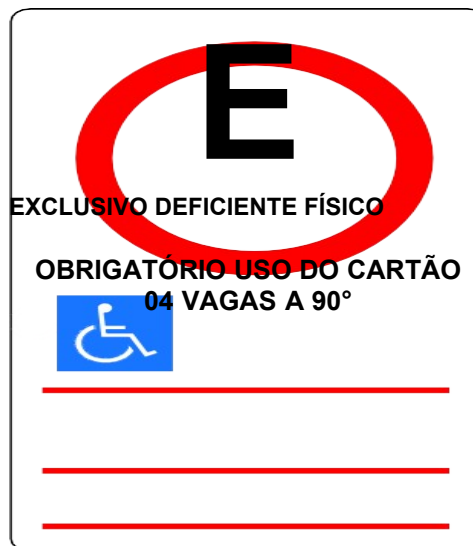 E
EXCLUSIVO DEFICIENTE FÍSICO
OBRIGATÓRIO USO DO CARTÃO
04 VAGAS A 90°